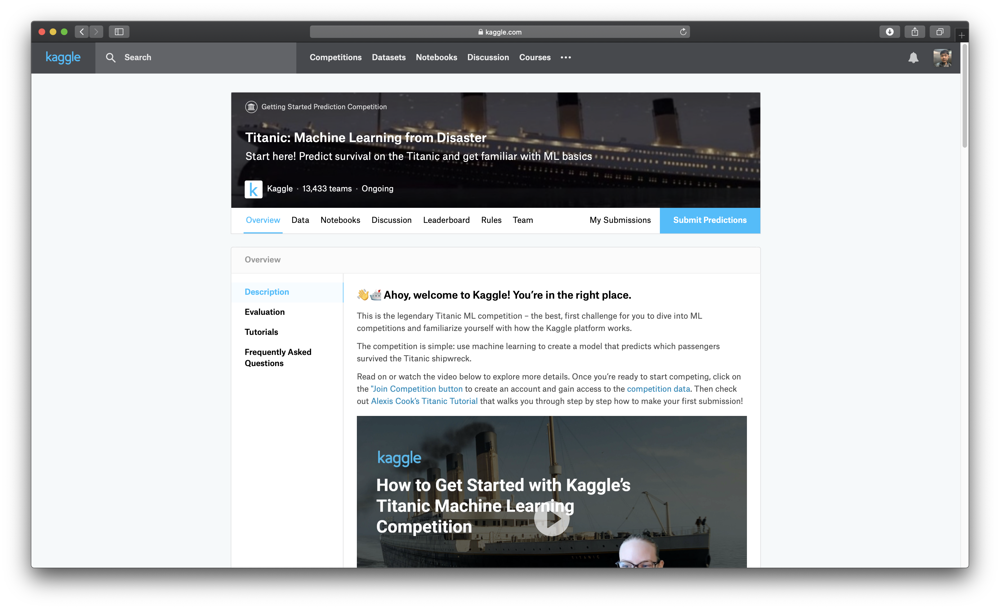 kaggle.com
kaggle
Search
Competitions Datasets Notebooks Discussion Courses •••
Getting Started Prediction Competition
Titanic: Machine Learning from Disaster
Start here! Predict survival on the Titanic and get familiar with ML basics
k
Kaggle · 13,433 teams · Ongoing
Overview Data Notebooks Discussion Leaderboard Rules Team My Submissions Submit Predictions
Overview
Description
Evaluation
Tutorials
Frequently Asked
Questions
👋🚢 Ahoy, welcome to Kaggle! You’re in the right place.
This is the legendary Titanic ML competition – the best, first challenge for you to dive into ML
competitions and familiarize yourself with how the Kaggle platform works.
The competition is simple: use machine learning to create a model that predicts which passengers
survived the Titanic shipwreck.
Read on or watch the video below to explore more details. Once you’re ready to start competing, click on
the "Join Competition button to create an account and gain access to the competition data. Then check
out Alexis Cook’s Titanic Tutorial that walks you through step by step how to make your first submission!
kaggle
How to Get Started with Kaggle’s
Titanic Machine Learning
Competition
TITANIC